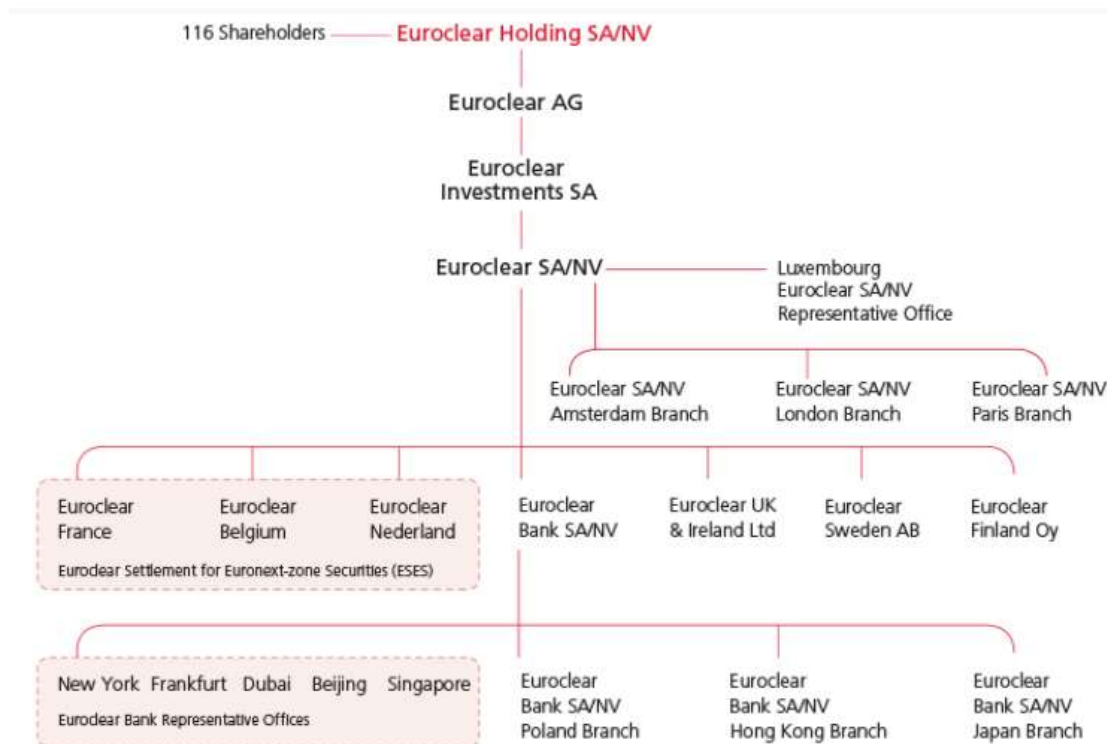 116 Shareholders
Euroclear Holding SA/NV
Euroclear AG
Euroclear
Investments SA
Euroclear SA/NV
Luxembourg
Euroclear SA/NV
Representative Office
Euroclear SA/NV
Amsterdam Branch
Euroclear SA/NV
London Branch
Euroclear SA/NV
Paris Branch
Euroclear
France
Euroclear
Belgium
Euroclear
Nederland
Euroclear Settlement for Euronext-zone Securities (ESES)
Euroclear
Bank SA/NV
Euroclear UK
& Ireland Ltd
Euroclear
Sweden AB
Euroclear
Finland Oy
New York Frankfurt Dubai Beijing Singapore
Euroclear Bank Representative Offices
Euroclear
Bank SA/NV
Poland Branch
Euroclear
Bank SA/NV
Hong Kong Branch
Euroclear
Bank SA/NV
Japan Branch